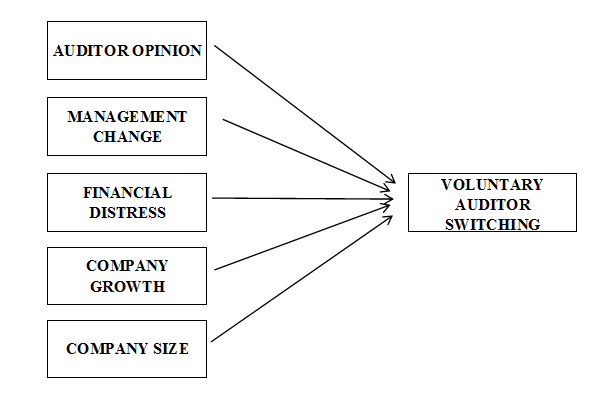 AUDITOR OPINION
MANAGEMENT
CHANGE
FINANCIAL
DISTRESS
COMPANY
GROWTH
COMPANY SIZE
VOLUNTARY
AUDITOR
SWITCHING